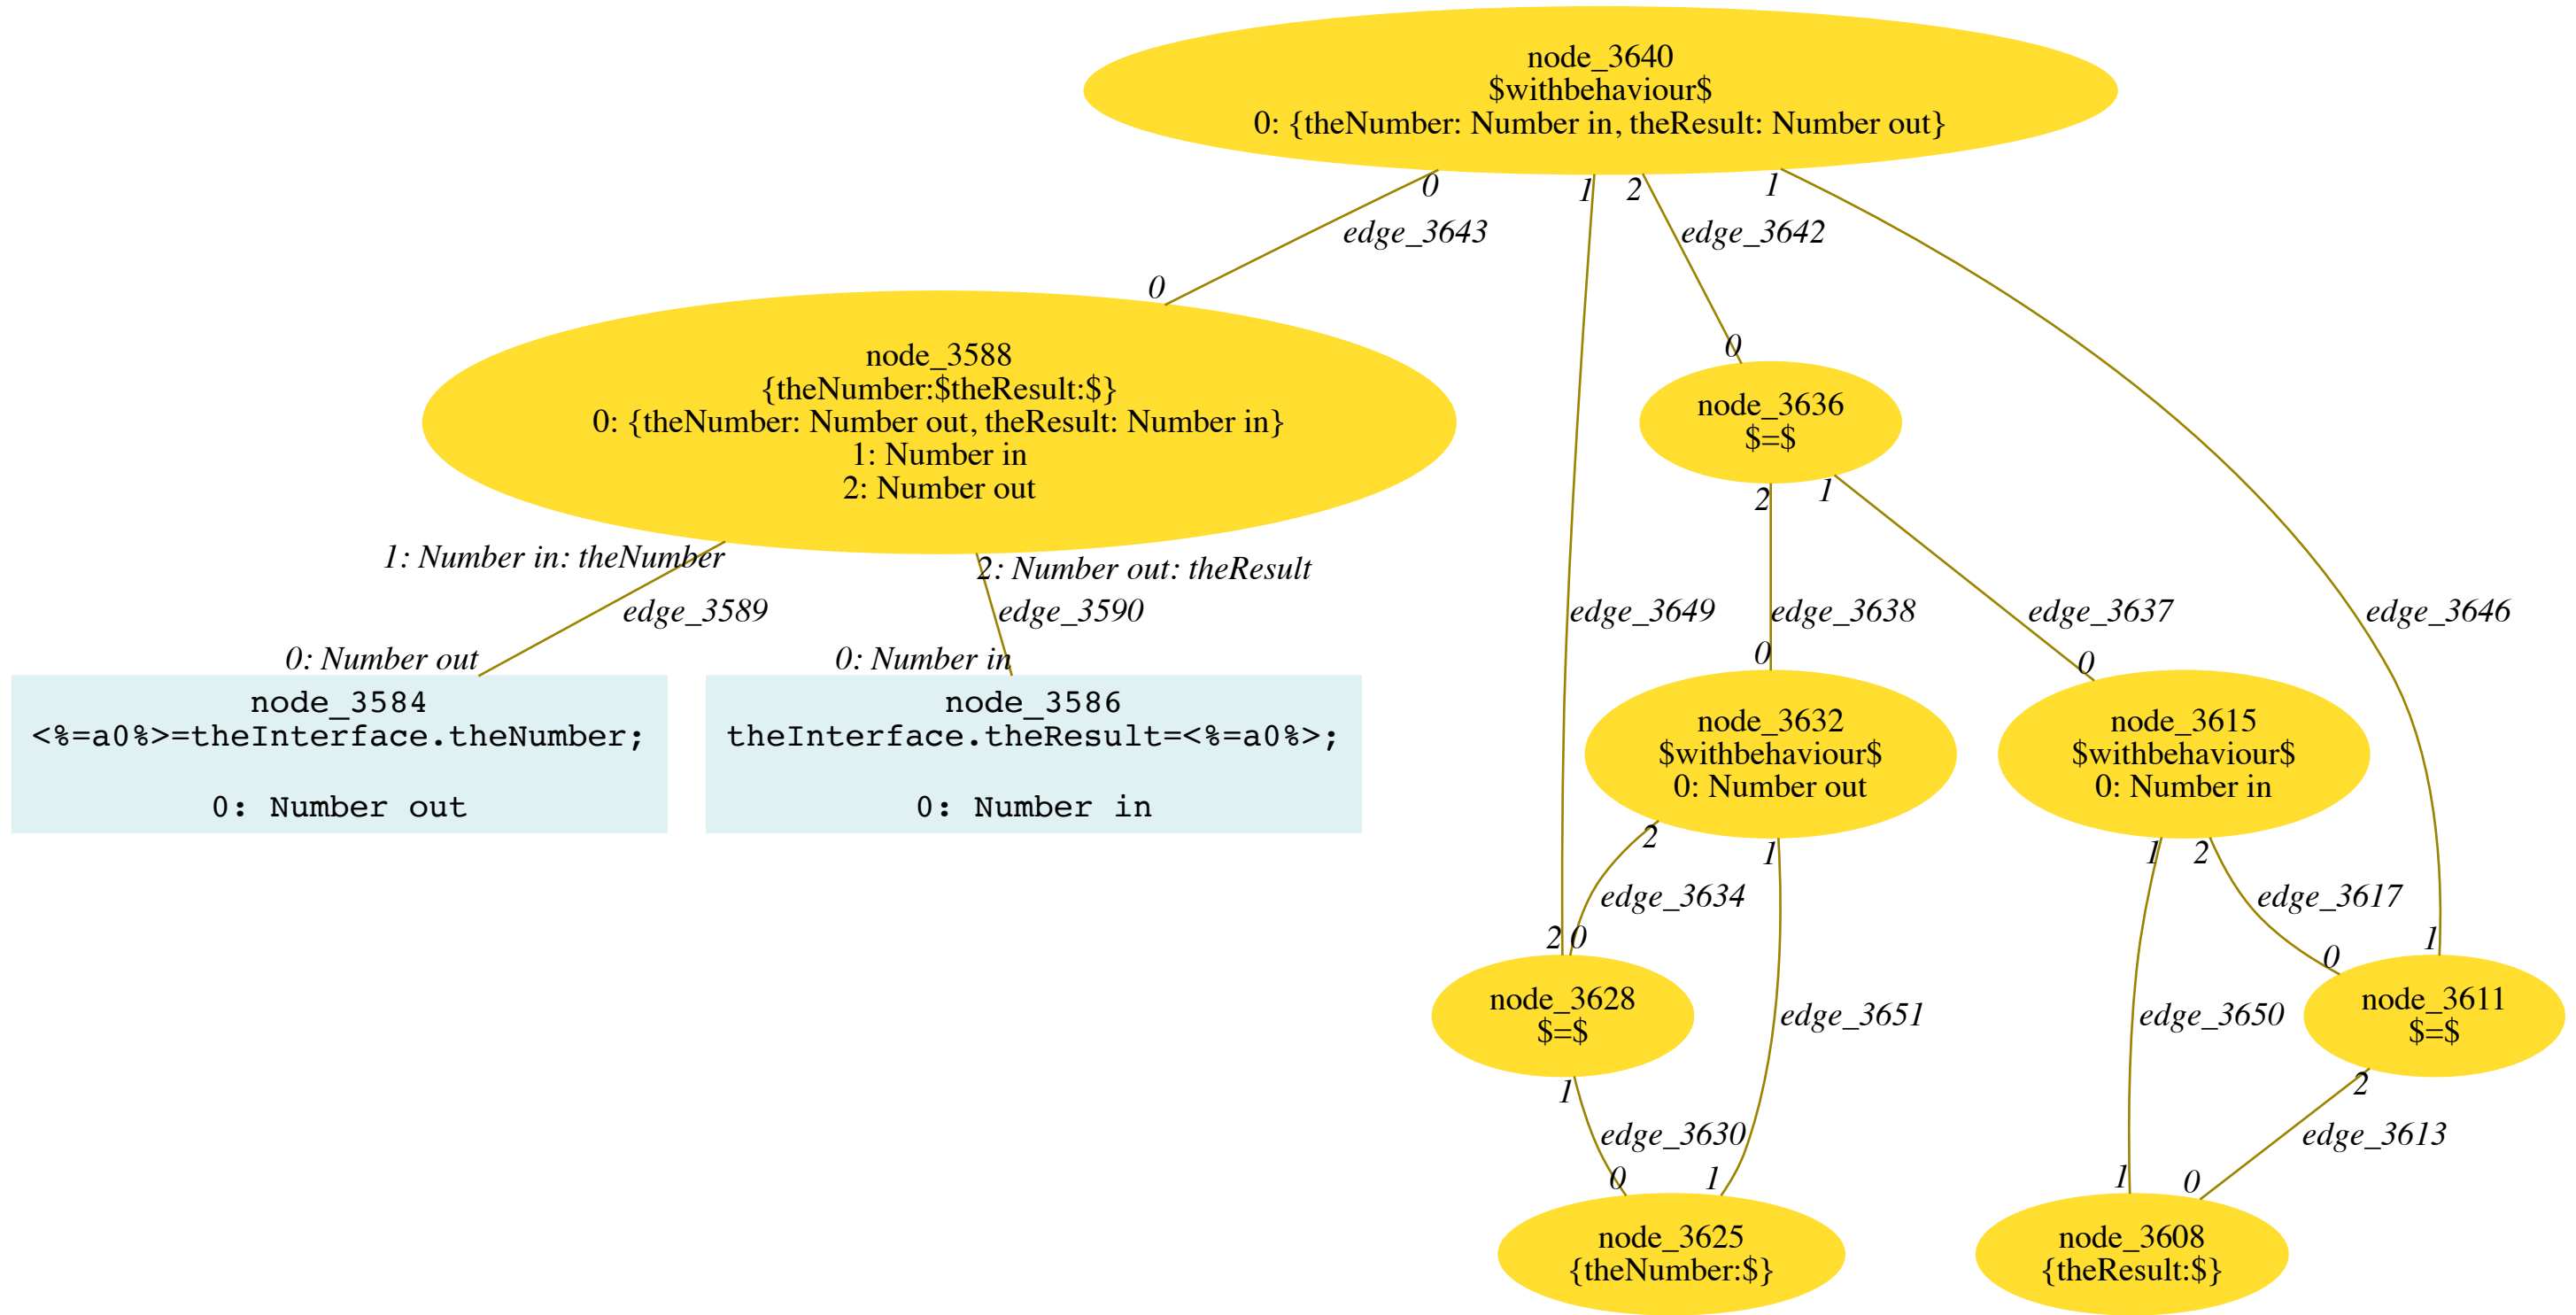 node_3640
$withbehaviour$
0: {theNumber: Number in, theResult: Number out}
0
1
2
1
edge_3643
edge_3642
0
0
node_3588
{theNumber:$theResult:$}
0: {theNumber: Number out, theResult: Number in}
1: Number in
2: Number out
node_3636
$=$
2
1
1: Number in: theNumber
2: Number out: theResult
edge_3589
edge_3590
edge_3649
edge_3638
edge_3637
edge_3646
0: Number out
0: Number in
0
0
node_3584
<%=a0%>=theInterface.theNumber;
0: Number out
node_3586
theInterface.theResult=<%=a0%>;
0: Number in
node_3632
$withbehaviour$
0: Number out
node_3615
$withbehaviour$
0: Number in
2
1
1
2
edge_3634
edge_3617
2
0
0
1
node_3628
$=$
edge_3651
edge_3650
node_3611
$=$
1
2
edge_3630
edge_3613
0
1
1
0
node_3625
{theNumber:$}
node_3608
{theResult:$}